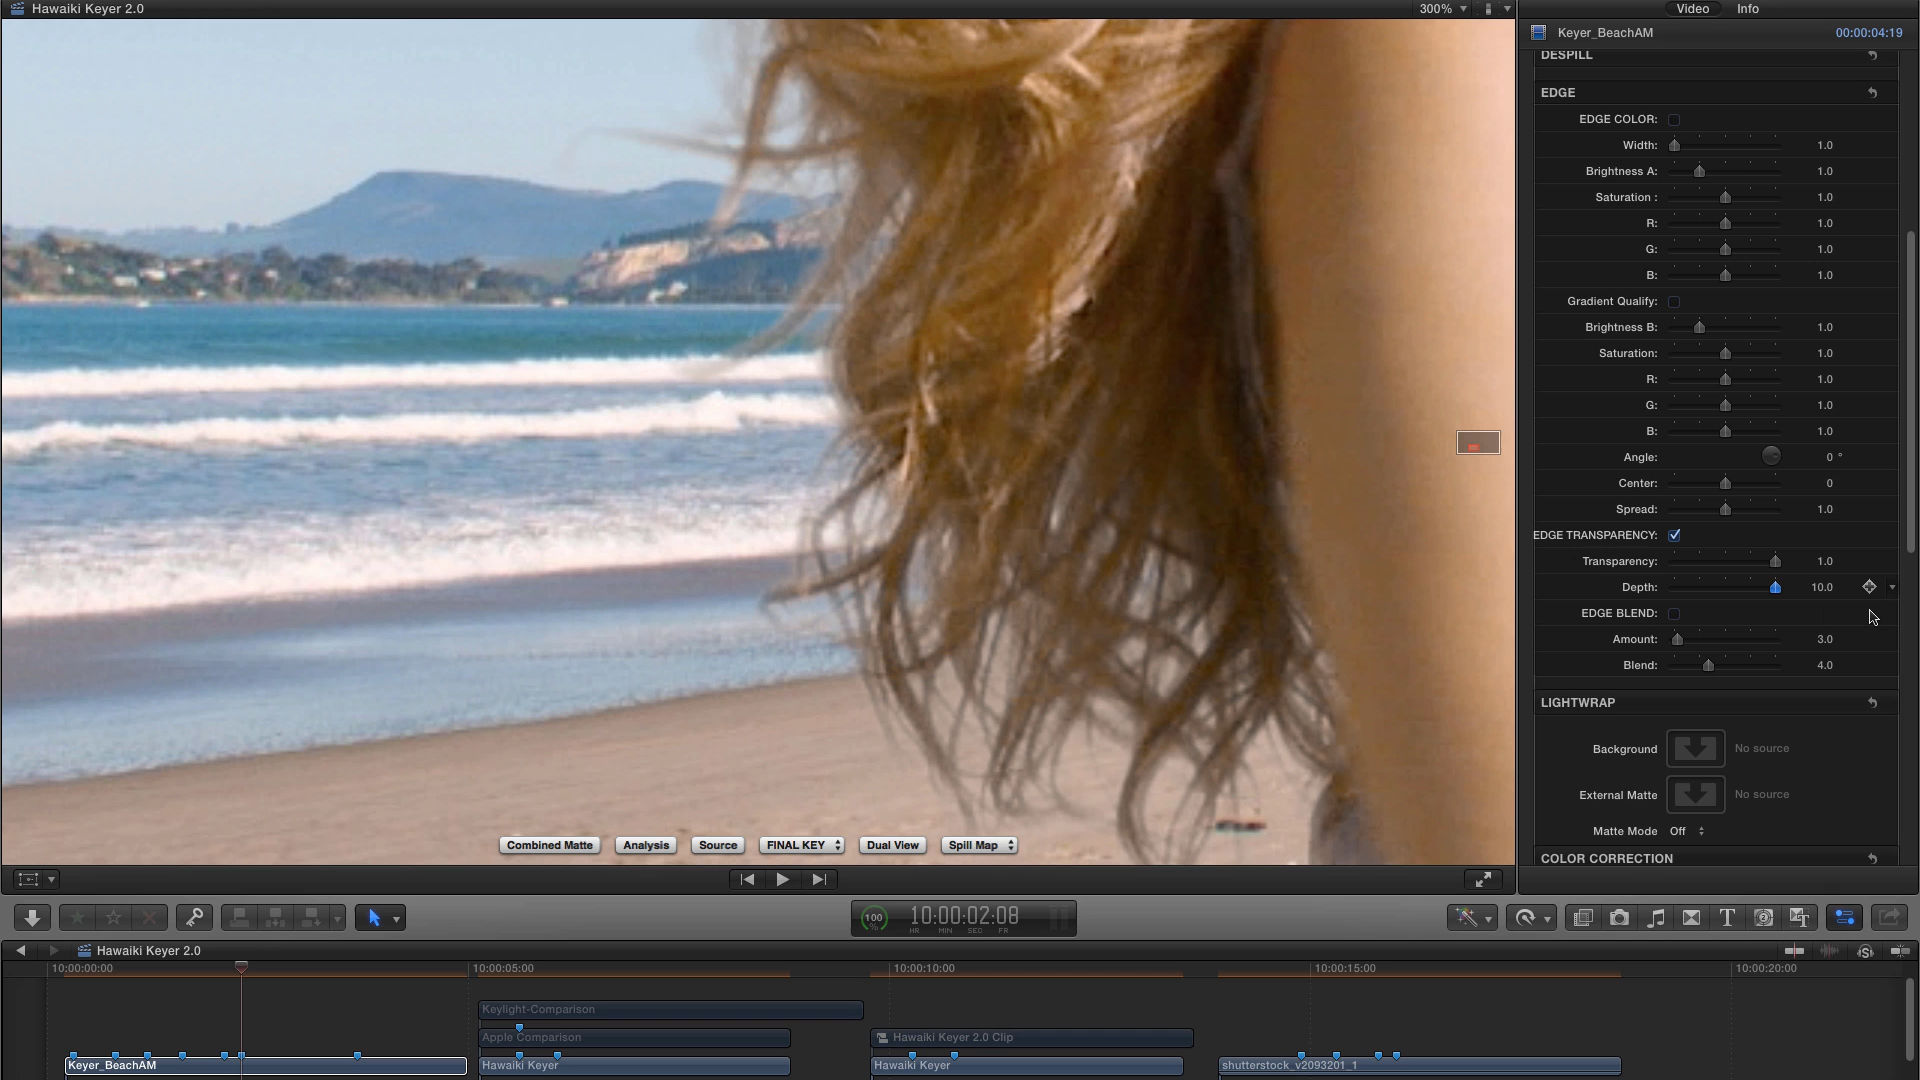 Hawaiki Keyer 2.0
300%
Video Info
Keyer_BeachAM 00:00:04:19
DESPILL
EDGE
EDGE COLOR:
Width: 1.0
Brightness A: 1.0
Saturation : 1.0
R: 1.0
G: 1.0
B: 1.0
Gradient Qualify:
Brightness B: 1.0
Saturation: 1.0
R: 1.0
G: 1.0
B: 1.0
Angle: 0 °
Center: 0
Spread: 1.0
EDGE TRANSPARENCY:
Transparency: 1.0
Depth: 10.0
EDGE BLEND:
Amount: 3.0
Blend: 4.0
LIGHTWRAP
Background No source
External Matte No source
Matte Mode Off
COLOR CORRECTION
Combined Matte Analysis Source FINAL KEY Dual View Spill Map
100 % 10:00:02:08
HR MIN SEC FR
Hawaiki Keyer 2.0
10:00:00:00 10:00:05:00 10:00:10:00 10:00:15:00 10:00:20:00
Keylight-Comparison
Apple Comparison Hawaiki Keyer 2.0 Clip
Keyer_BeachAM Hawaiki Keyer Hawaiki Keyer shutterstock_v2093201_1